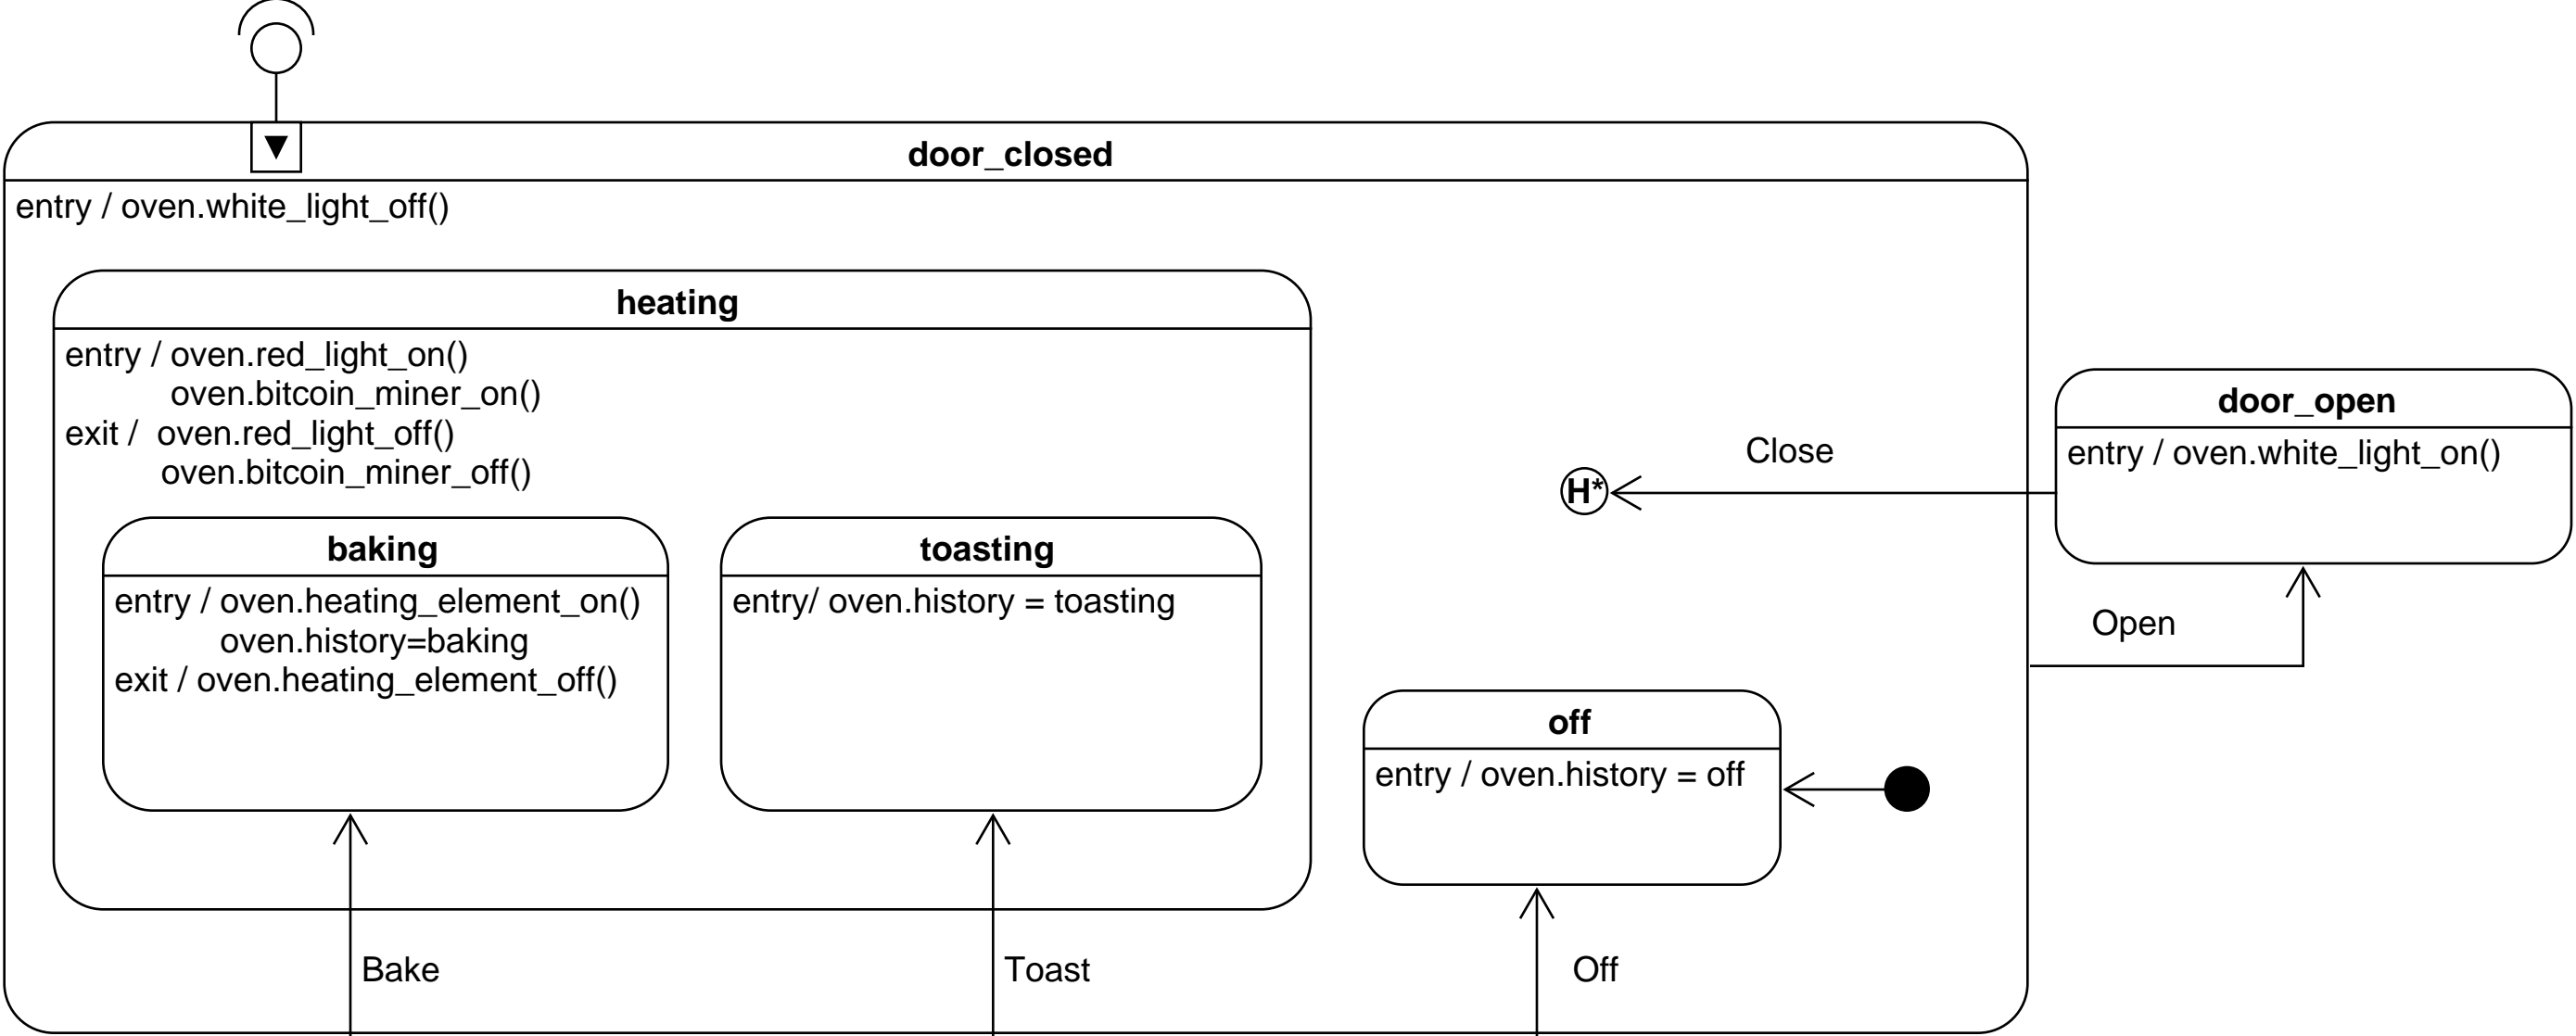 door_closed
entry / oven.white_light_off()
heating
entry / oven.red_light_on()
oven.bitcoin_miner_on()
exit /  oven.red_light_off()
oven.bitcoin_miner_off()
baking
entry / oven.heating_element_on()
oven.history=baking
exit / oven.heating_element_off()
toasting
entry/ oven.history = toasting
H*
Close
door_open
entry / oven.white_light_on()
Open
off
entry / oven.history = off
Bake
Toast
Off